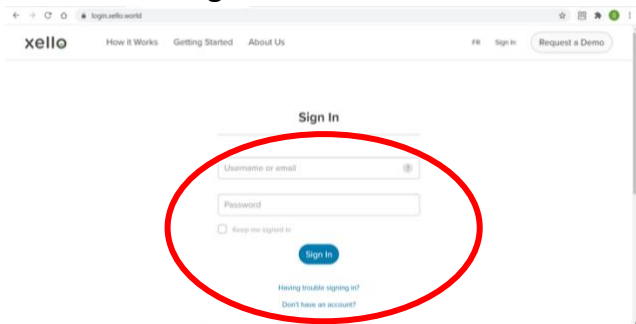 login.xello.world
xello How it Works Getting Started About Us FR Sign In Request a Demo
Sign In
Username or email
Password
Keep me signed in
Sign In
Having trouble signing in?
Don't have an account?